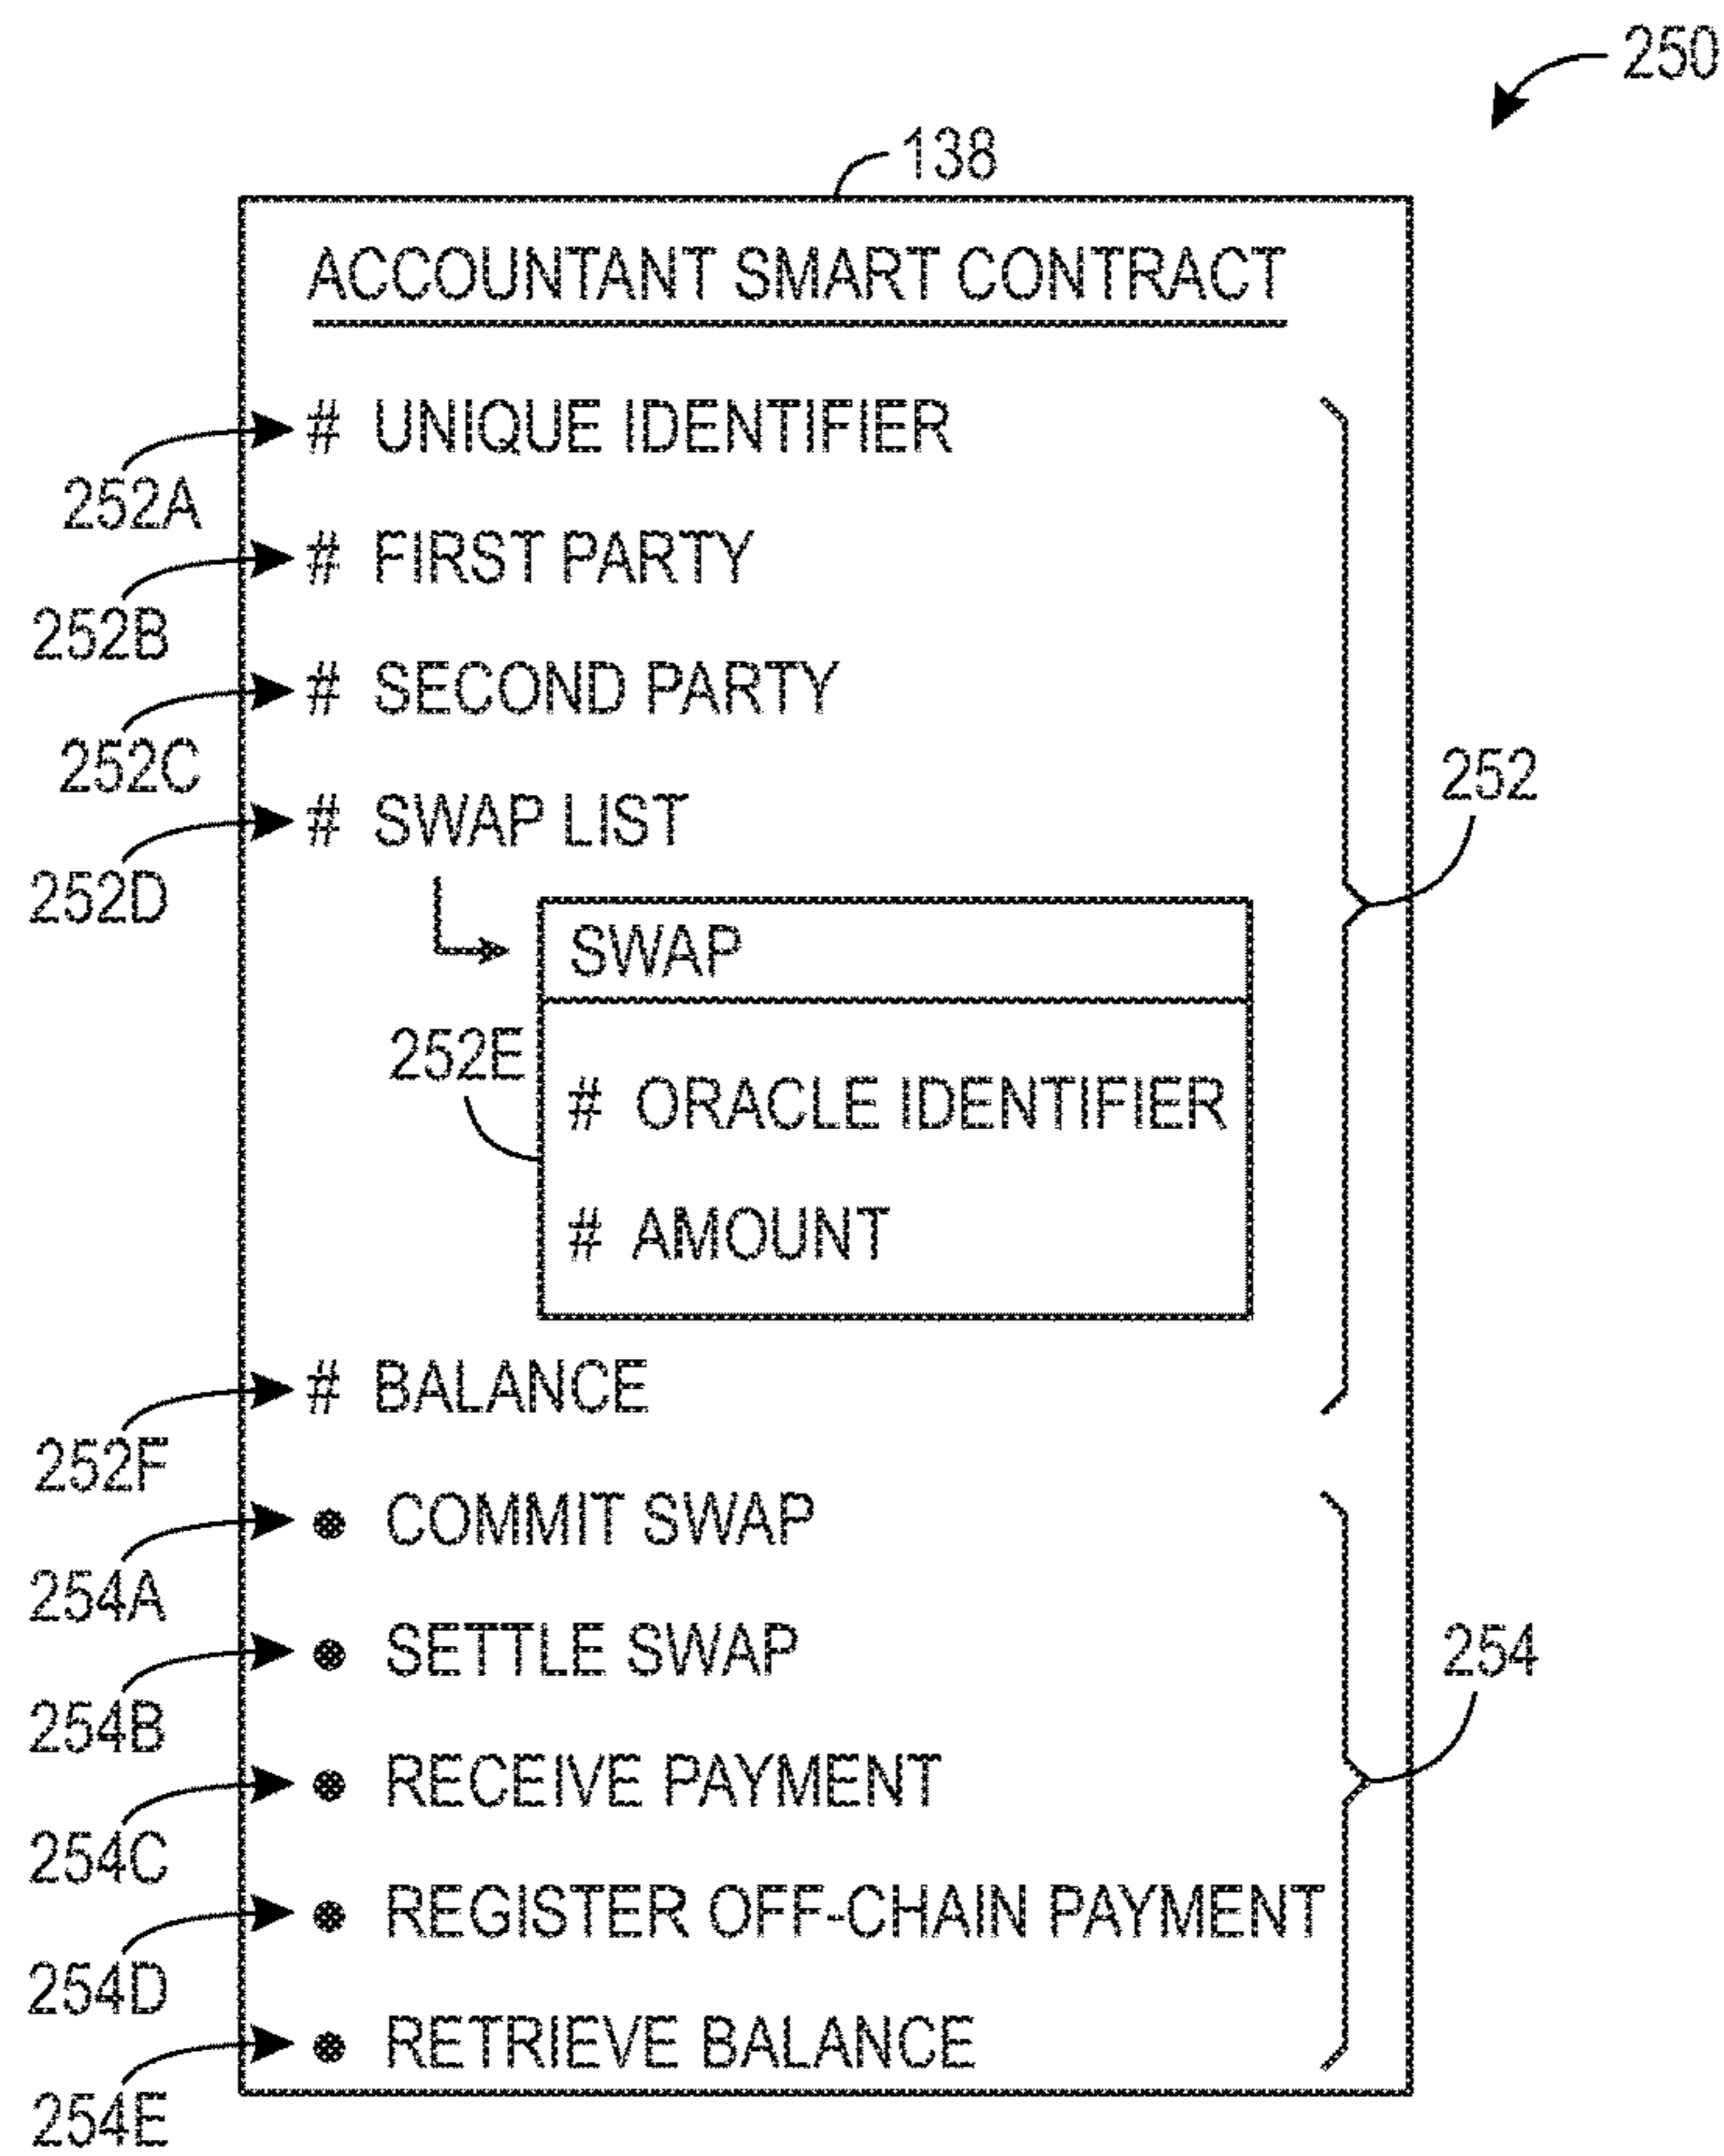 250
138
ACCOUNTANT SMART CONTRACT
# UNIQUE IDENTIFIER
252A
# FIRST PARTY
252B
# SECOND PARTY
252C
252
# SWAP LIST
252D
SWAP
252E
# ORACLE IDENTIFIER
# AMOUNT
# BALANCE
252F
• COMMIT SWAP
254A
• SETTLE SWAP
254
254B
• RECEIVE PAYMENT
254C
• REGISTER OFF-CHAIN PAYMENT
254D
• RETRIEVE BALANCE
254E